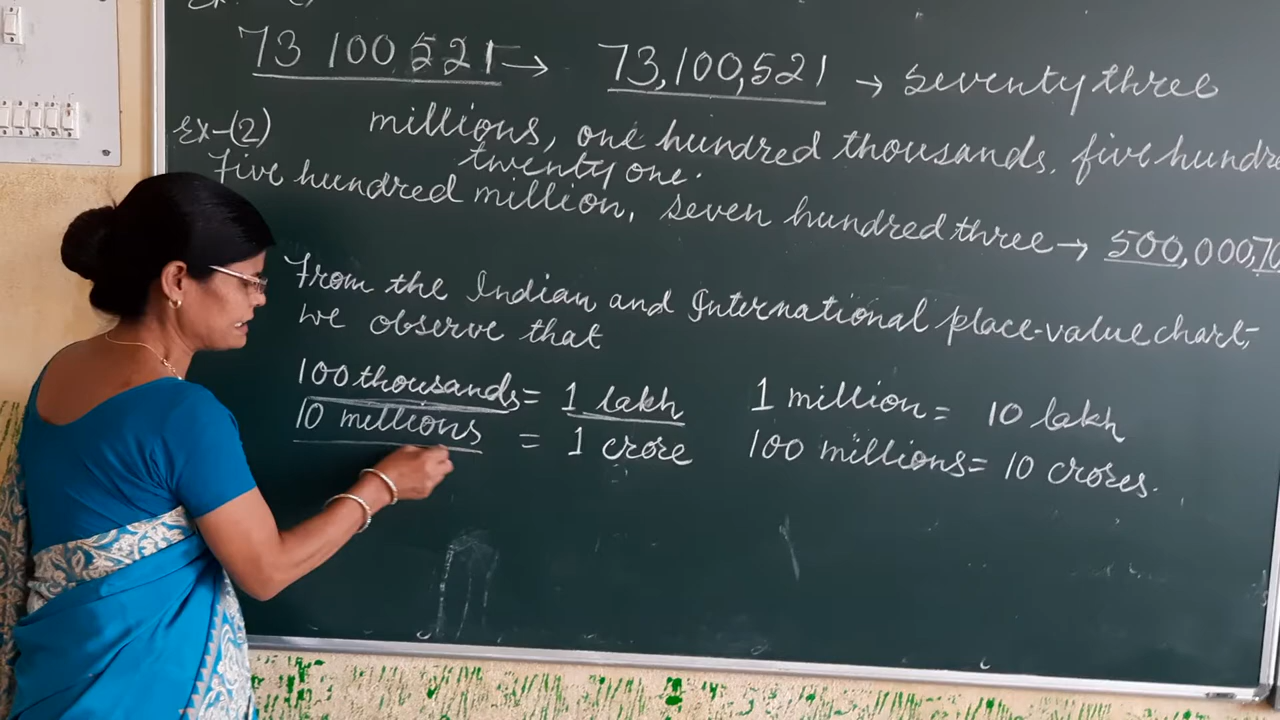 73 100 521 → 73,100,521 → seventy three
millions, one hundred thousands, five
twenty one.
Ex-(2)
Five hundred million, seven hundred three → 500,000,
From the Indian and International place-value chart,
we observe that
100 thousands = 1 lakh 1 million = 10 lakh
10 millions = 1 crore 100 millions = 10 crores.